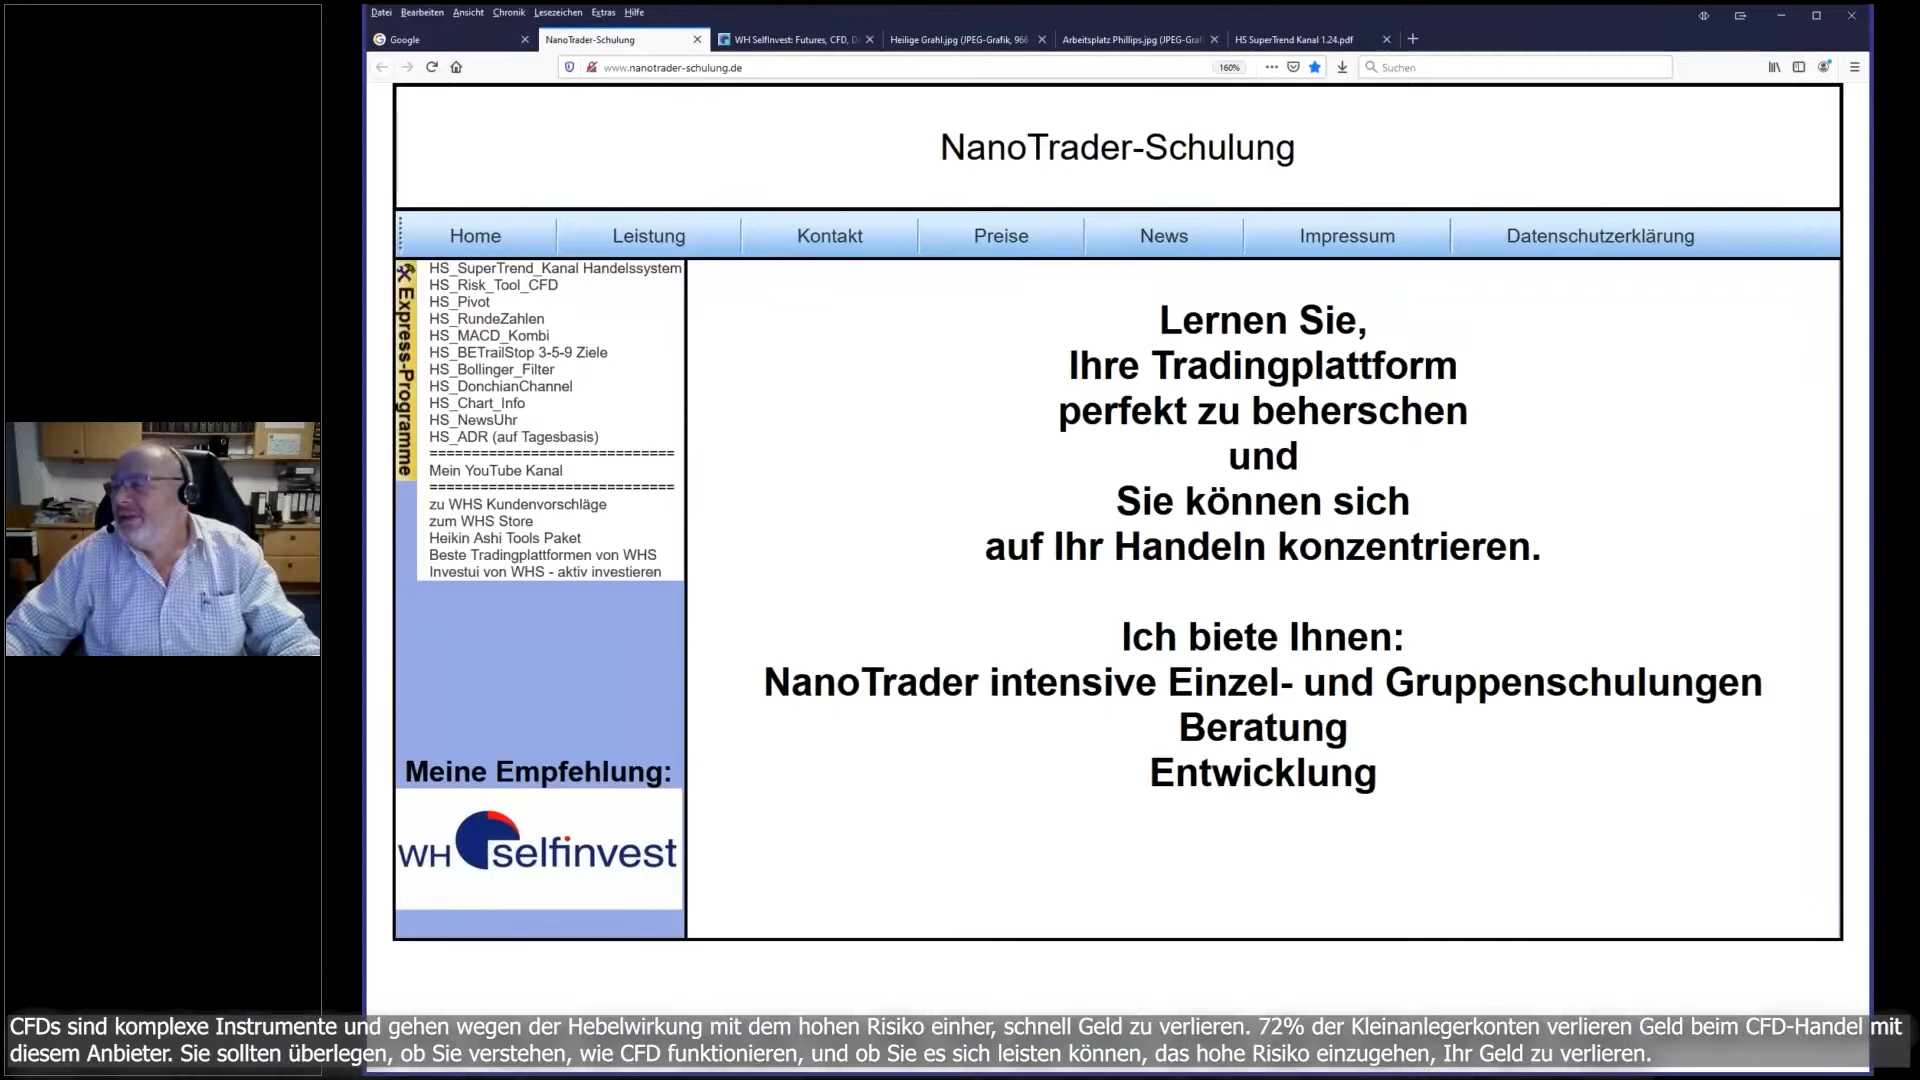 Datei Bearbeiten Ansicht Chronik Lesezeichen Extras Hilfe
Google
NanoTrader-Schulung
WH SelfInvest: Futures, CFD, D
Heilige Grahl.jpg (JPEG-Grafik, 966
Arbeitsplatz Phillips.jpg (JPEG-Graf
HS SuperTrend Kanal 1.24.pdf
www.nanotrader-schulung.de
160%
Suchen
NanoTrader-Schulung
Home
Leistung
Kontakt
Preise
News
Impressum
Datenschutzerklärung
Express-Programme
HS_SuperTrend_Kanal Handelssystem
HS_Risk_Tool_CFD
HS_Pivot
HS_RundeZahlen
HS_MACD_Kombi
HS_BETrailStop 3-5-9 Ziele
HS_Bollinger_Filter
HS_DonchianChannel
HS_Chart_Info
HS_NewsUhr
HS_ADR (auf Tagesbasis)
=============================
Mein YouTube Kanal
=============================
zu WHS Kundenvorschläge
zum WHS Store
Heikin Ashi Tools Paket
Beste Tradingplattformen von WHS
Investui von WHS - aktiv investieren
Meine Empfehlung:
WH selfinvest
Lernen Sie,
Ihre Tradingplattform
perfekt zu beherschen
und
Sie können sich
auf Ihr Handeln konzentrieren.
Ich biete Ihnen:
NanoTrader intensive Einzel- und Gruppenschulungen
Beratung
Entwicklung
CFDs sind komplexe Instrumente und gehen wegen der Hebelwirkung mit dem hohen Risiko einher, schnell Geld zu verlieren. 72% der Kleinanlegerkonten verlieren Geld beim CFD-Handel mit
diesem Anbieter. Sie sollten überlegen, ob Sie verstehen, wie CFD funktionieren, und ob Sie es sich leisten können, das hohe Risiko einzugehen, Ihr Geld zu verlieren.